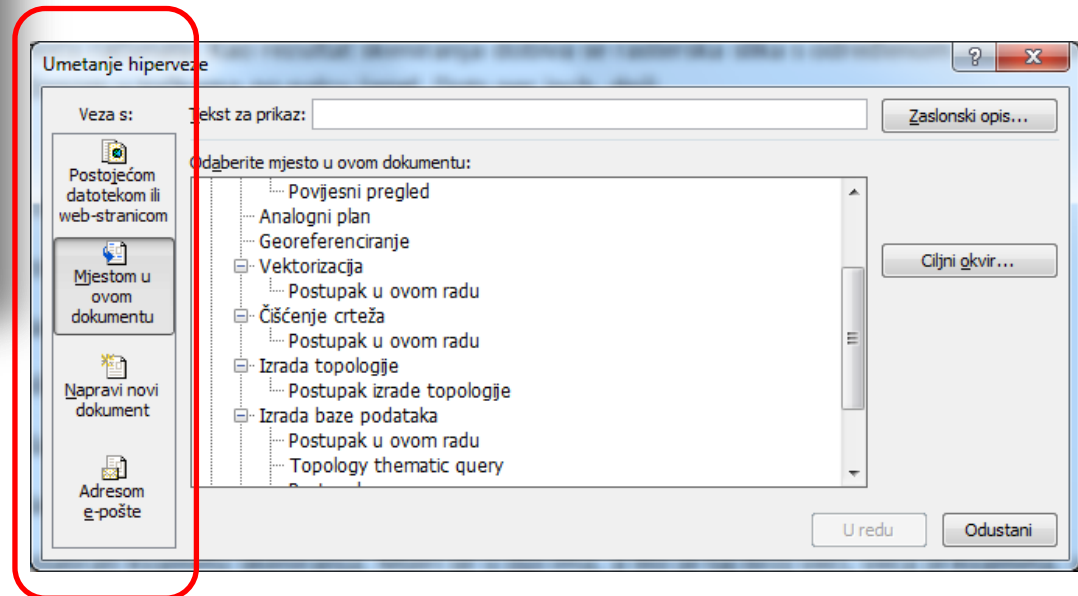 Umetanje hiperveze
Veza s:
Tekst za prikaz:
Zaslonski opis...
Postojećom
datotekom ili
web-stranicom
Mjestom u
ovom
dokumentu
Napravi novi
dokument
Adresom
e-pošte
Odaberite mjesto u ovom dokumentu:
Povijesni pregled
Analogni plan
Georeferenciranje
Vektorizacija
Postupak u ovom radu
Čišćenje crteža
Postupak u ovom radu
Izrada topologije
Postupak izrade topologije
Izrada baze podataka
Postupak u ovom radu
Topology thematic query
Ciljni okvir...
U redu
Odustani